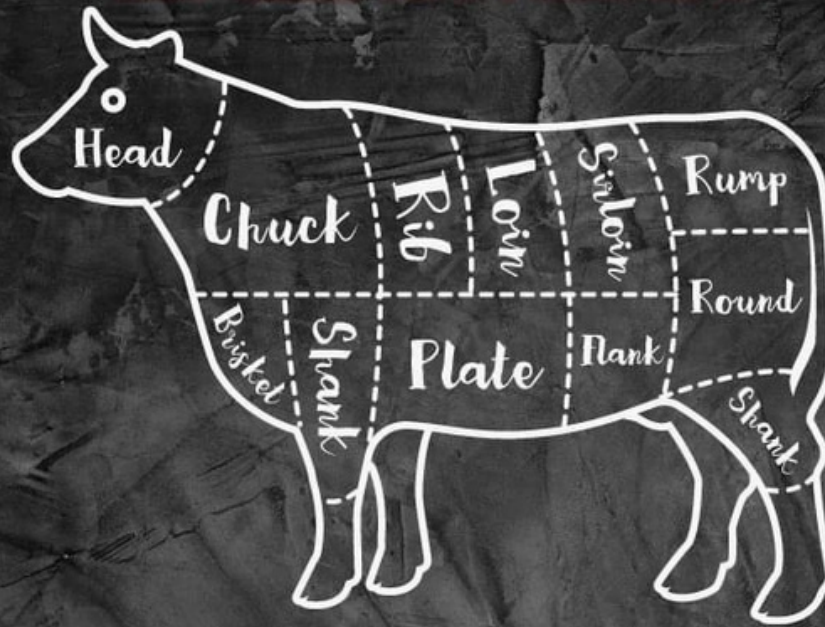 Head
Chuck
Rib
Loin
Sirloin
Rump
Round
Brisket
Shank
Plate
Flank
Shank